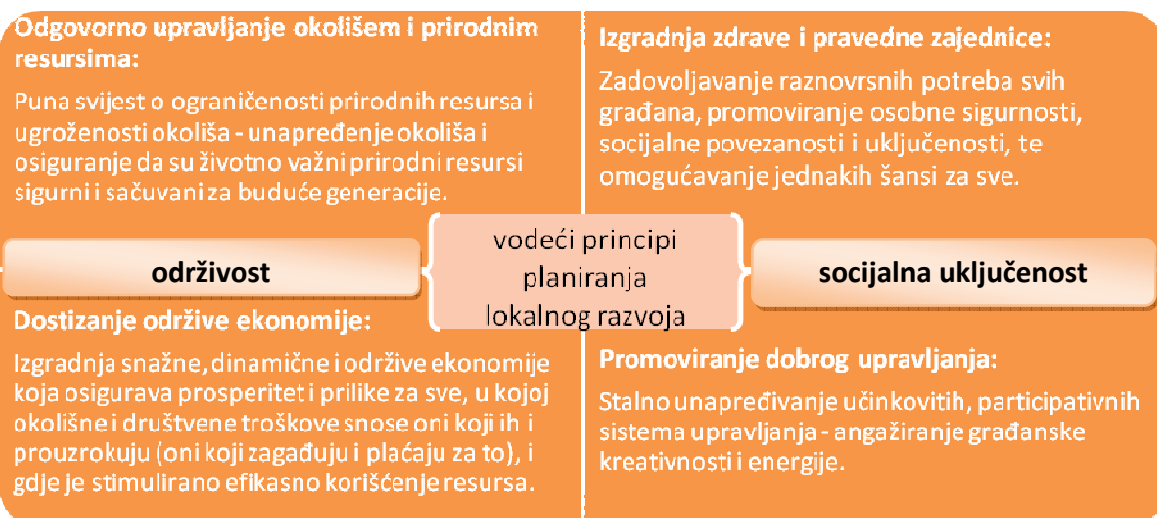 Odgovorno upravljanje okolišem i prirodnim
resursima:
Puna svijest o ograničenosti prirodnih resursa i
ugroženosti okoliša - unapređenje okoliša i
osiguranje da su životno važni prirodni resursi
sigurni i sačuvani za buduće generacije.
Izgradnja zdrave i pravedne zajednice:
Zadovoljavanje raznovrsnih potreba svih
građana, promoviranje osobne sigurnosti,
socijalne povezanosti i uključenosti, te
omogućavanje jednakih šansi za sve.
održivost
vodeći principi
planiranja
lokalnog razvoja
socijalna uključenost
Dostizanje održive ekonomije:
Izgradnja snažne, dinamične i održive ekonomije
koja osigurava prosperitet i prilike za sve, u kojoj
okolišne i društvene troškove snose oni koji ih i
prouzrokuju (oni koji zagađuju i plaćaju za to), i
gdje je stimulirano efikasno korišćenje resursa.
Promoviranje dobrog upravljanja:
Stalno unapređivanje učinkovitih, participativnih
sistema upravljanja - angažiranje građanske
kreativnosti i energije.